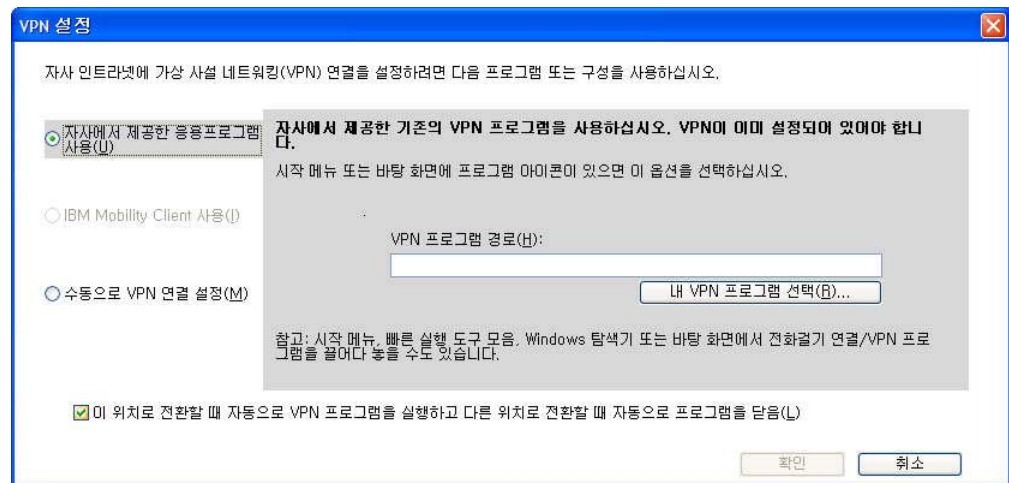 VPN 설정
자사 인트라넷에 가상 사설 네트워킹(VPN) 연결을 설정하려면 다음 프로그램 또는 구성을 사용하십시오.
자사에서 제공한 응용프로그램
사용(U)
자사에서 제공한 기존의 VPN 프로그램을 사용하십시오. VPN이 이미 설정되어 있어야 합니
다.
시작 메뉴 또는 바탕 화면에 프로그램 아이콘이 있으면 이 옵션을 선택하십시오.
IBM Mobility Client 사용(I)
VPN 프로그램 경로(H):
수동으로 VPN 연결 설정(M)
내 VPN 프로그램 선택(R)...
참고: 시작 메뉴, 빠른 실행 도구 모음, Windows 탐색기 또는 바탕 화면에서 전화걸기 연결/VPN 프로
그램을 끌어다 놓을 수도 있습니다.
이 위치로 전환할 때 자동으로 VPN 프로그램을 실행하고 다른 위치로 전환할 때 자동으로 프로그램을 닫음(L)
확인
취소